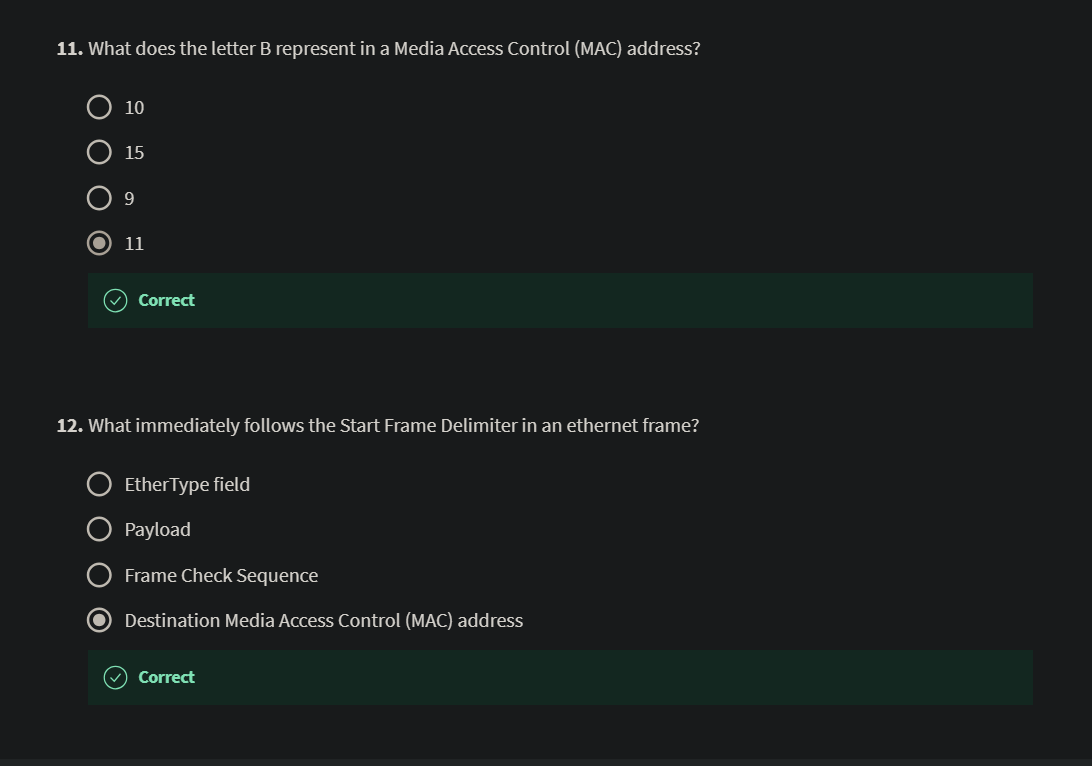 11. What does the letter B represent in a Media Access Control (MAC) address?
10
15
9
11
Correct
12. What immediately follows the Start Frame Delimiter in an ethernet frame?
EtherType field
Payload
Frame Check Sequence
Destination Media Access Control (MAC) address
Correct